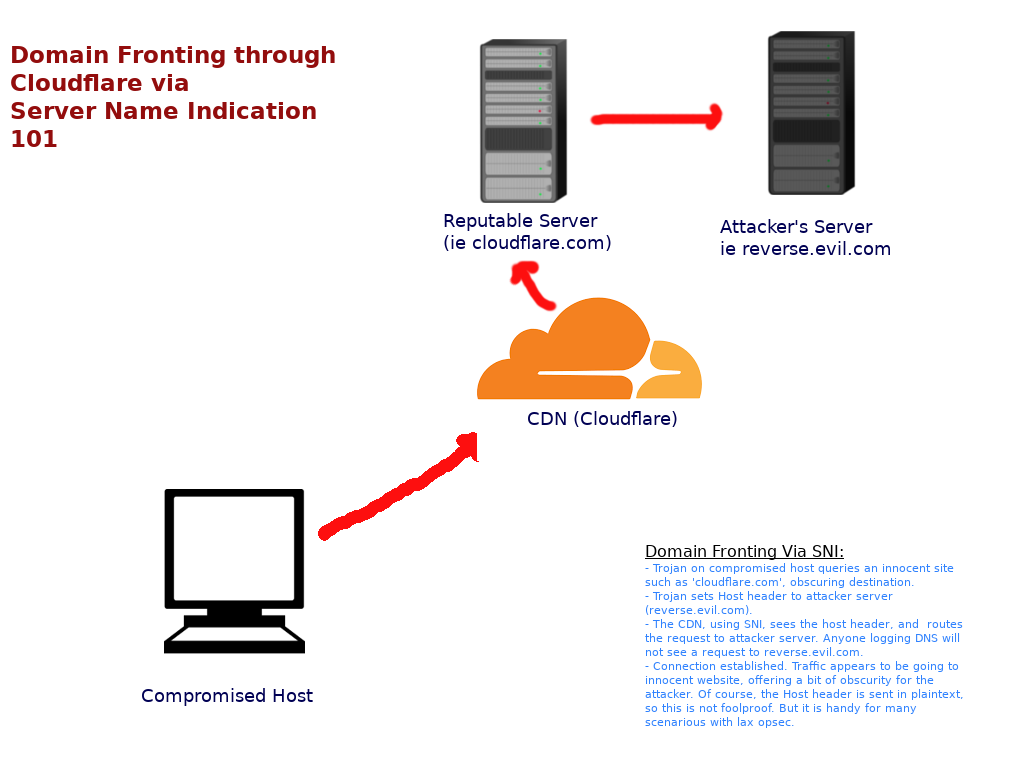 Domain Fronting through
Cloudflare via
Server Name Indication
101
Reputable Server
(ie cloudflare.com)
Attacker's Server
ie reverse.evil.com
CDN (Cloudflare)
Compromised Host
Domain Fronting Via SNI:
- Trojan on compromised host queries an innocent site
such as 'cloudflare.com', obscuring destination.
- Trojan sets Host header to attacker server
(reverse.evil.com).
- The CDN, using SNI, sees the host header, and  routes
the request to attacker server. Anyone logging DNS will
not see a request to reverse.evil.com.
- Connection established. Traffic appears to be going to
innocent website, offering a bit of obscurity for the
attacker. Of course, the Host header is sent in plaintext,
so this is not foolproof. But it is handy for many
scenarious with lax opsec.